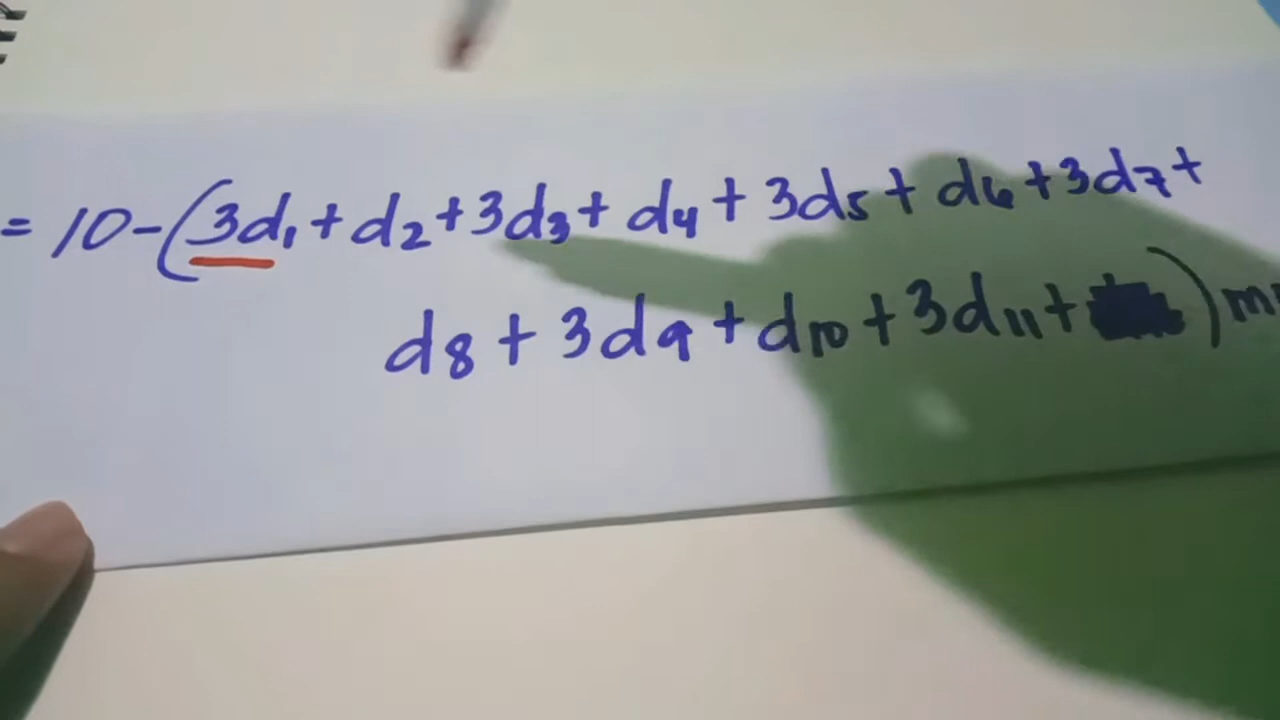 = 10-(3d₁+d₂+3d₃+d₄+3d₅+d₆+3d₇+
d₈+3d₉+d₁₀+3d₁₁+ )